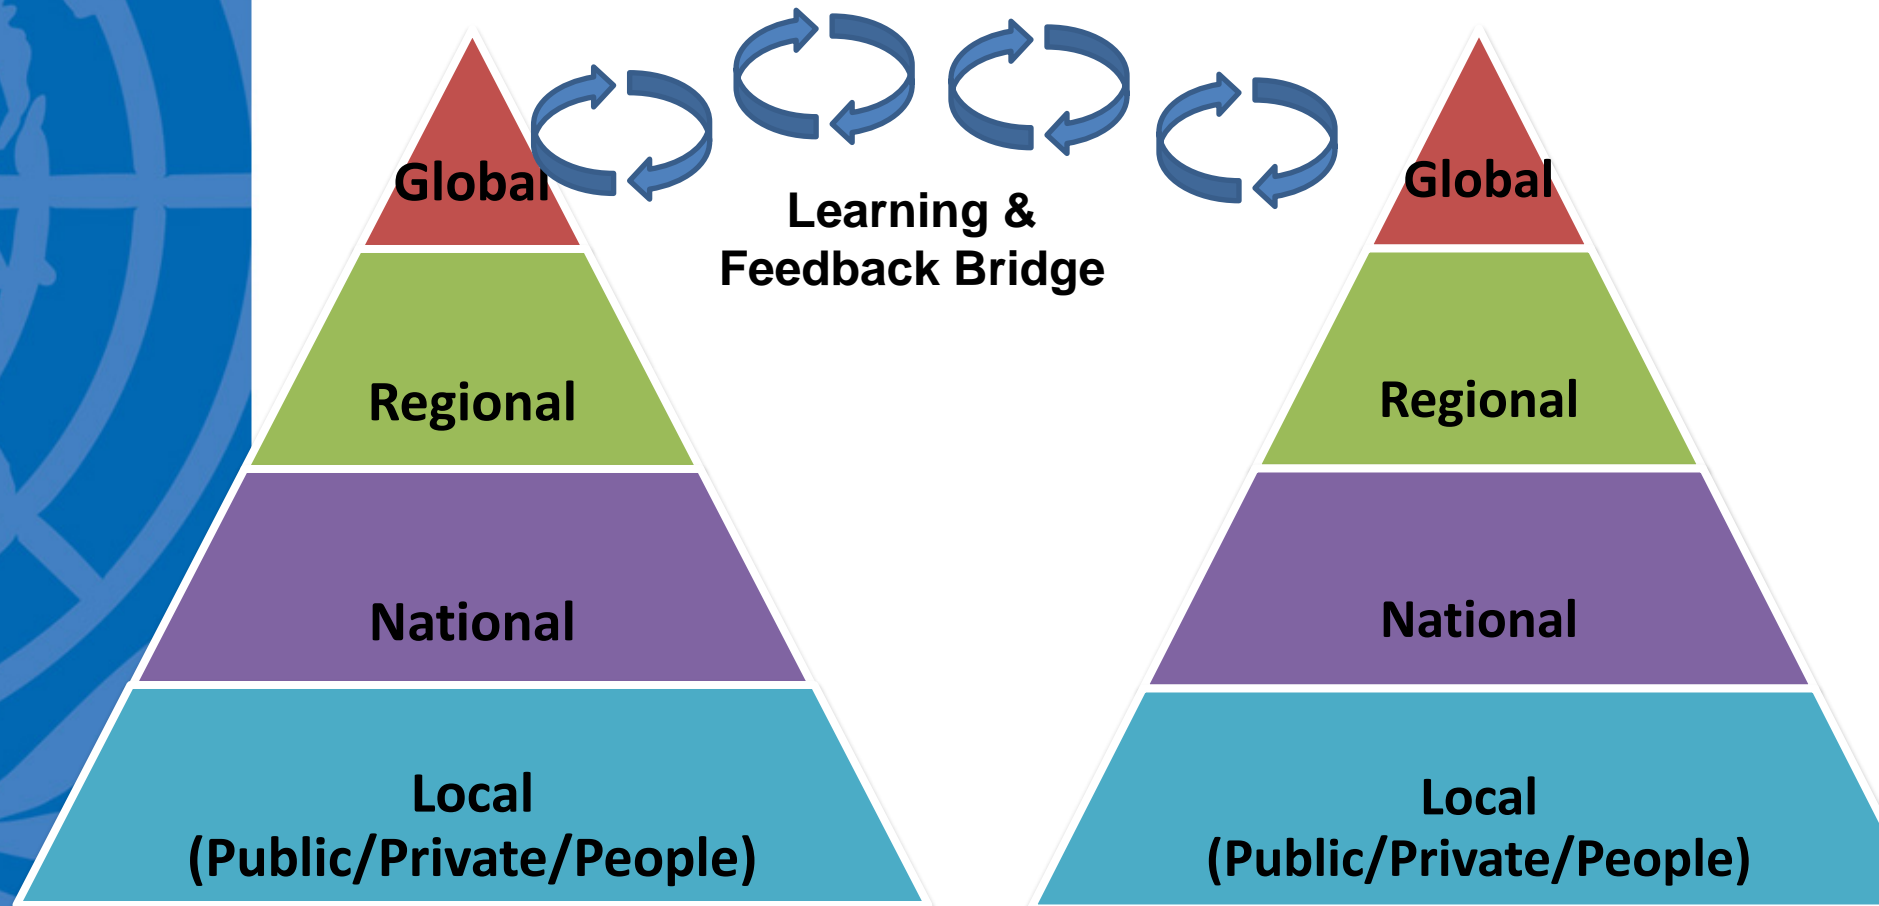 Global
Regional
National
Local
(Public/Private/People)
Learning &
Feedback Bridge
Global
Regional
National
Local
(Public/Private/People)